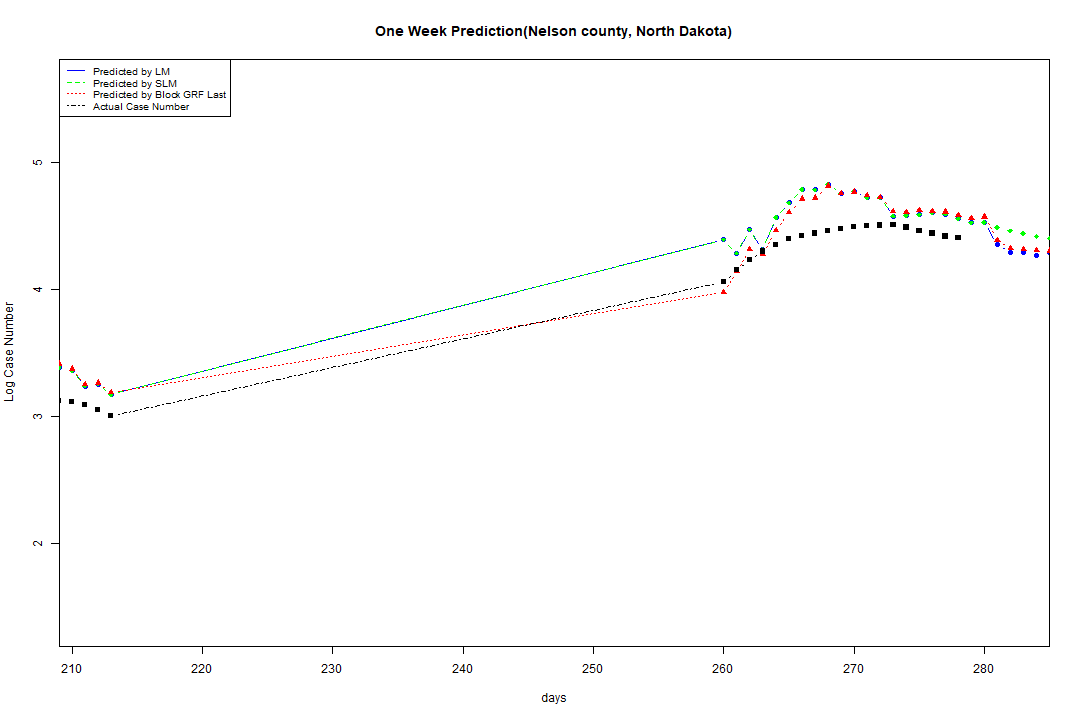 One Week Prediction(Nelson county, North Dakota)
Predicted by LM
Predicted by SLM
Predicted by Block GRF Last
Actual Case Number
5
4
3
2
Log Case Number
210 220 230 240 250 260 270 280
days